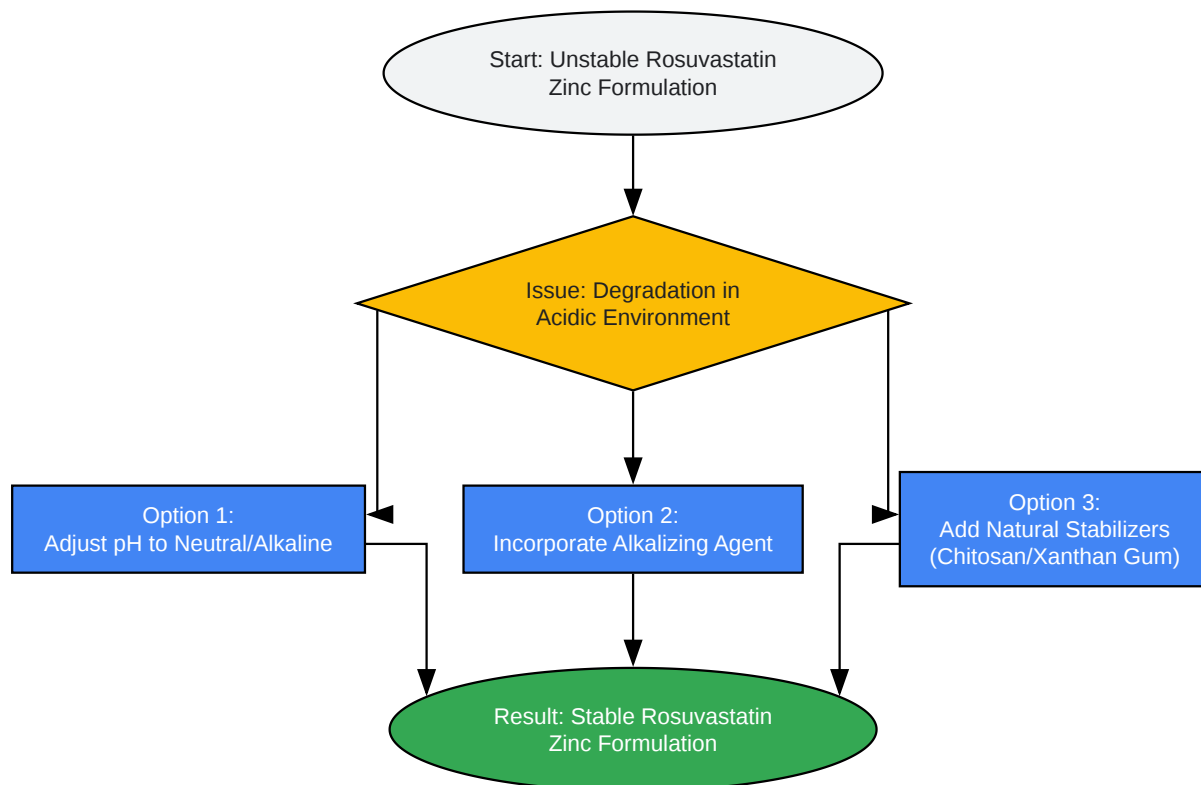 Start: Unstable Rosuvastatin
Zinc Formulation
Issue: Degradation in
Acidic Environment
Option 1:
Adjust pH to Neutral/Alkaline
Option 2:
Incorporate Alkalizing Agent
Option 3:
Add Natural Stabilizers
(Chitosan/Xanthan Gum)
Result: Stable Rosuvastatin
Zinc Formulation